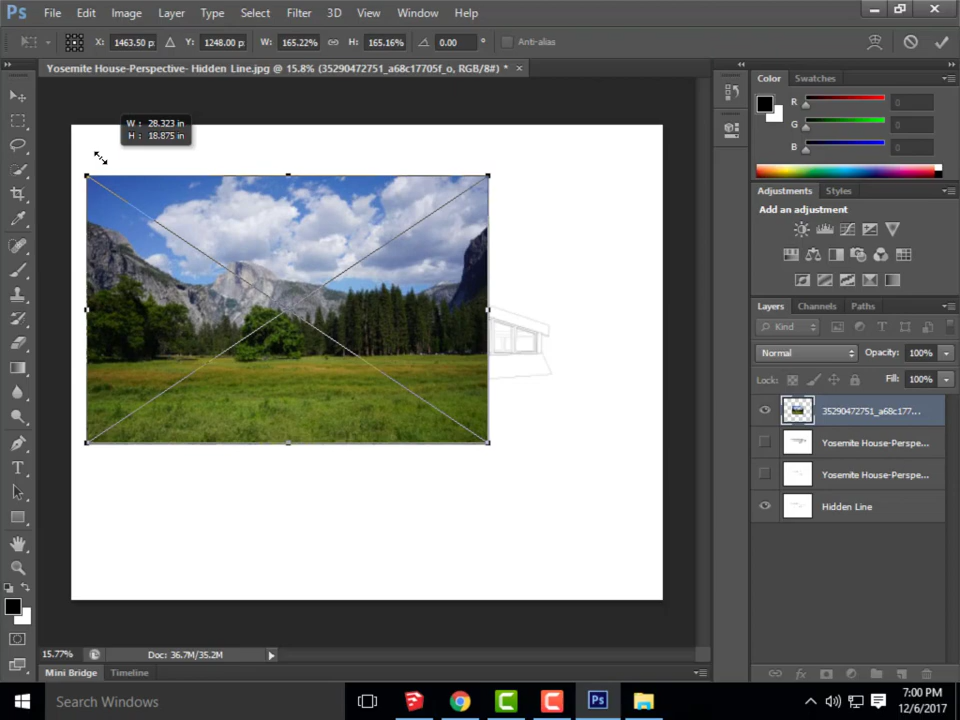 Ps File Edit Image Layer Type Select Filter 3D View Window Help
X: 1463.50 p: Y: 1248.00 p: W: 165.22% H: 165.16% 0.00 ° Anti-alias
Yosemite House-Perspective- Hidden Line.jpg @ 15.8% (35290472751_a68c17705f_o, RGB/8#) * ×
W : 28.323 in
H : 18.875 in
Color Swatches
R 0
G 0
B 0
Adjustments Styles
Add an adjustment
Layers Channels Paths
Kind
Normal Opacity: 100%
Lock: Fill: 100%
35290472751_a68c177...
Yosemite House-Perspe...
Yosemite House-Perspe...
Hidden Line
15.77% Doc: 36.7M/35.2M
Mini Bridge Timeline
Search Windows
Ps
7:00 PM
12/6/2017